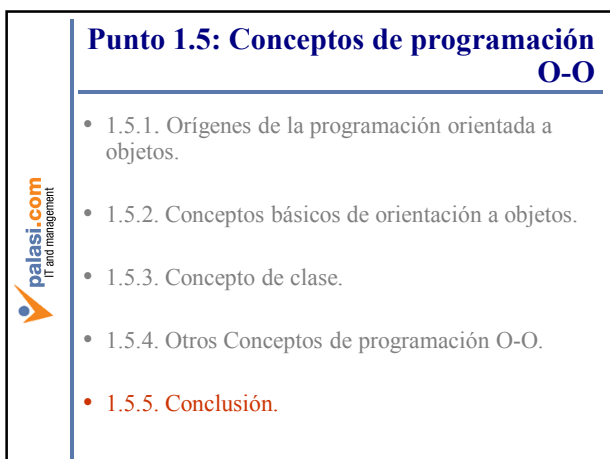 Punto 1.5: Conceptos de programación
O-O
• 1.5.1. Orígenes de la programación orientada a
objetos.
• 1.5.2. Conceptos básicos de orientación a objetos.
• 1.5.3. Concepto de clase.
• 1.5.4. Otros Conceptos de programación O-O.
• 1.5.5. Conclusión.
palasi.com
IT and management